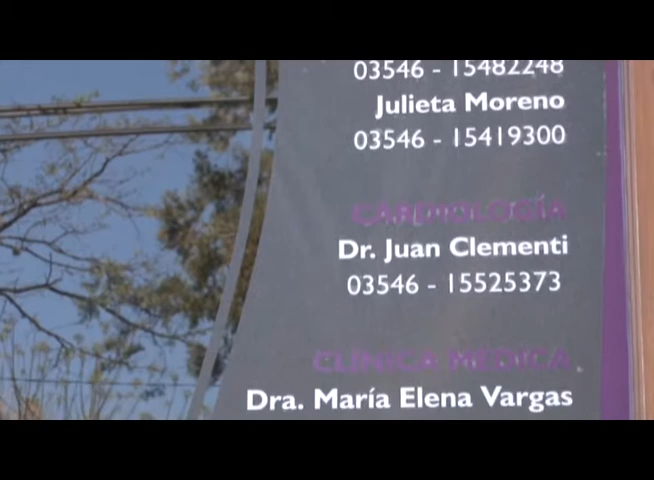 03546 - 15482248
Julieta Moreno
03546 - 15419300
CARDIOLOGÍA
Dr. Juan Clementi
03546 - 15525373
CLÍNICA MÉDICA
Dra. María Elena Vargas